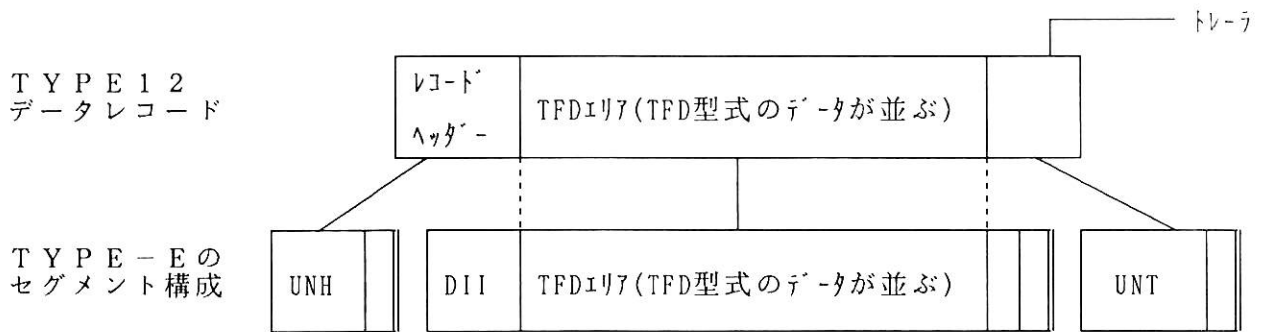 トレーラ
TYPE12
データレコード
レコード
ヘッダー
TFDエリア(TFD型式のデータが並ぶ)
TYPE-Eの
セグメント構成
UNH
DII
TFDエリア(TFD型式のデータが並ぶ)
UNT